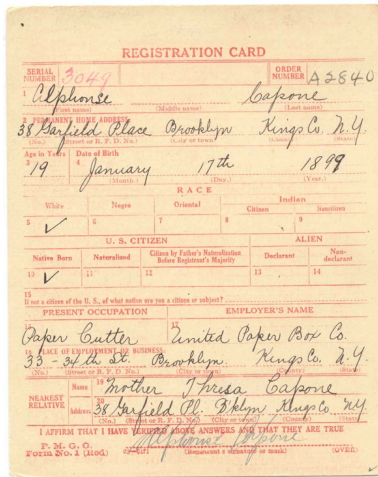 REGISTRATION CARD
SERIAL NUMBER 3049 ORDER NUMBER A2840
1 Alphonse Capone
(First name) (Middle name) (Last name)
2 PERMANENT HOME ADDRESS
38 Garfield Place Brooklyn Kings Co. N.Y.
(No.) (Street or R. F. D. No.) (City or town) (County) (State)
Age in Years Date of Birth
3 19 4 January 17th 1899
(Month.) (Day.) (Year.)
RACE
White Negro Oriental Indian
Citizen Noncitizen
5 ✓ 6 7 8 9
U. S. CITIZEN ALIEN
Native Born Naturalized Citizen by Father's Naturalization Before Registrant's Majority Declarant Non-declarant
10 ✓ 11 12 13 14
15
If not a citizen of the U. S., of what nation are you a citizen or subject?
PRESENT OCCUPATION EMPLOYER'S NAME
16 Paper Cutter 17 United Paper Box Co.
18 PLACE OF EMPLOYMENT OR BUSINESS
33 - 34th St. Brooklyn. Kings Co. N.Y.
(No.) (Street or R. F. D. No.) (City or town) (County) (State)
NEAREST RELATIVE
Name 19 Mother Thresa Capone
Address 20 38 Garfield Pl. Bklyn Kings Co. NY.
(No.) (Street or R. F. D. No.) (City or town) (County) (State)
I AFFIRM THAT I HAVE VERIFIED ABOVE ANSWERS AND THAT THEY ARE TRUE
P. M. G. O.
Form No. 1 (Red) Alphonse Capone
(Registrant's signature or mark) (OVER)